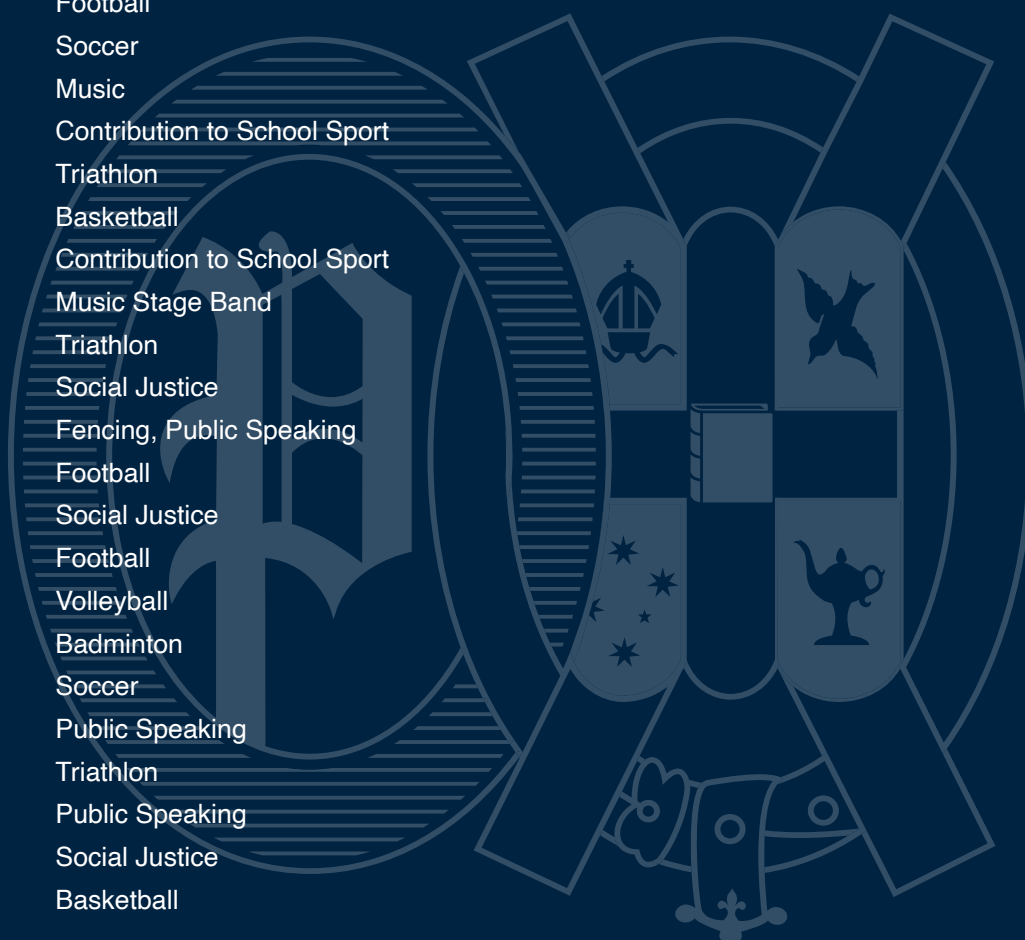 Football
Soccer
Music
Contribution to School Sport
Triathlon
Basketball
Contribution to School Sport
Music Stage Band
Triathlon
Social Justice
Fencing, Public Speaking
Football
Social Justice
Football
Volleyball
Badminton
Soccer
Public Speaking
Triathlon
Public Speaking
Social Justice
Basketball